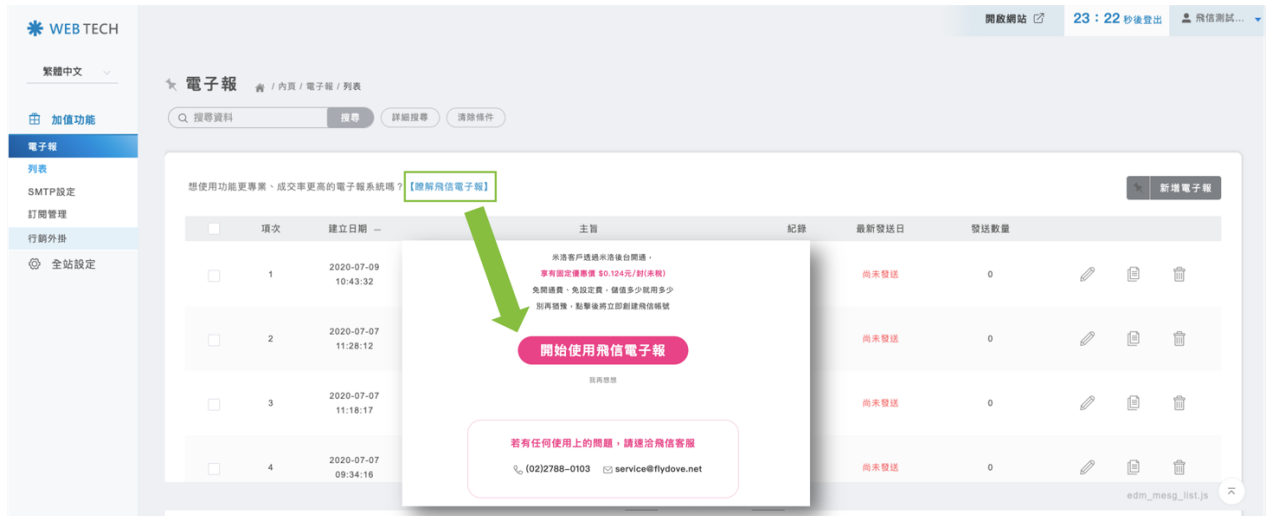 WEB TECH
開啟網站
23：22 秒後登出
飛信測試...
繁體中文
電子報
/ 內頁 / 電子報 / 列表
搜尋資料
搜尋
詳細搜尋
清除條件
加值功能
電子報
列表
SMTP設定
訂閱管理
行銷外掛
全站設定
想使用功能更專業、成交率更高的電子報系統嗎？【瞭解飛信電子報】
新增電子報
項次 建立日期 主旨 紀錄 最新發送日 發送數量
1 2020-07-09 10:43:32 尚未發送 0
2 2020-07-07 11:28:12 尚未發送 0
3 2020-07-07 11:18:17 尚未發送 0
4 2020-07-07 09:34:16 尚未發送 0
米洛客戶透過米洛後台開通，
享有固定優惠價 $0.124元/封(未稅)
免開通費、免設定費，儲值多少就用多少
別再猶豫，點擊後將立即創建飛信帳號
開始使用飛信電子報
我再想想
若有任何使用上的問題，請速洽飛信客服
(02)2788-0103 service@flydove.net
edm_mesg_list.js